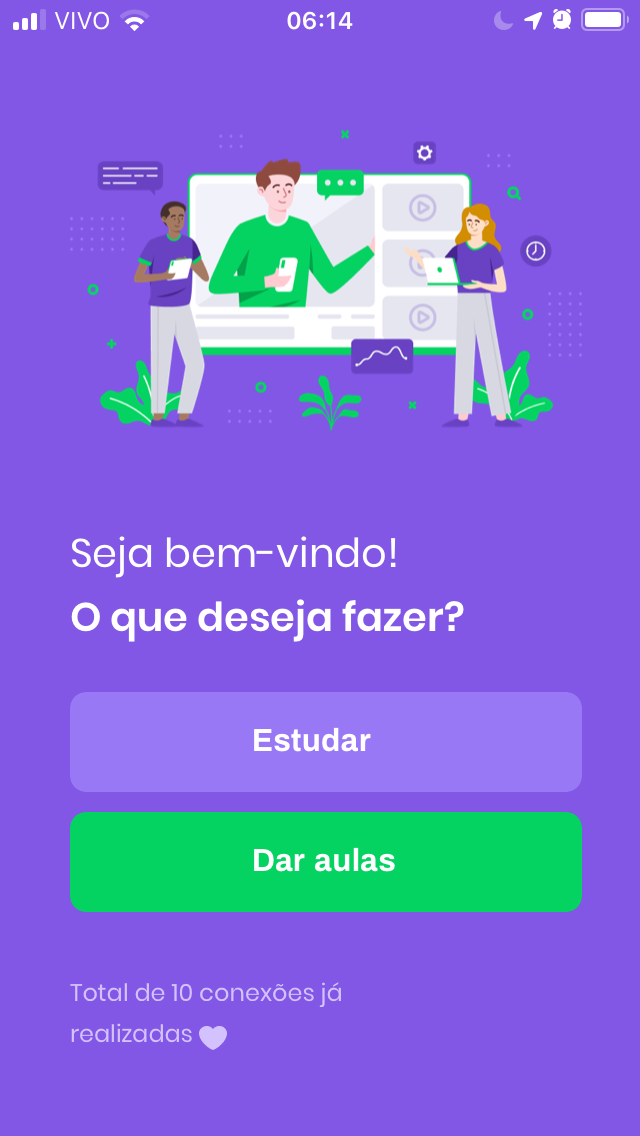 VIVO 06:14
Seja bem-vindo!
O que deseja fazer?
Estudar
Dar aulas
Total de 10 conexões já
realizadas